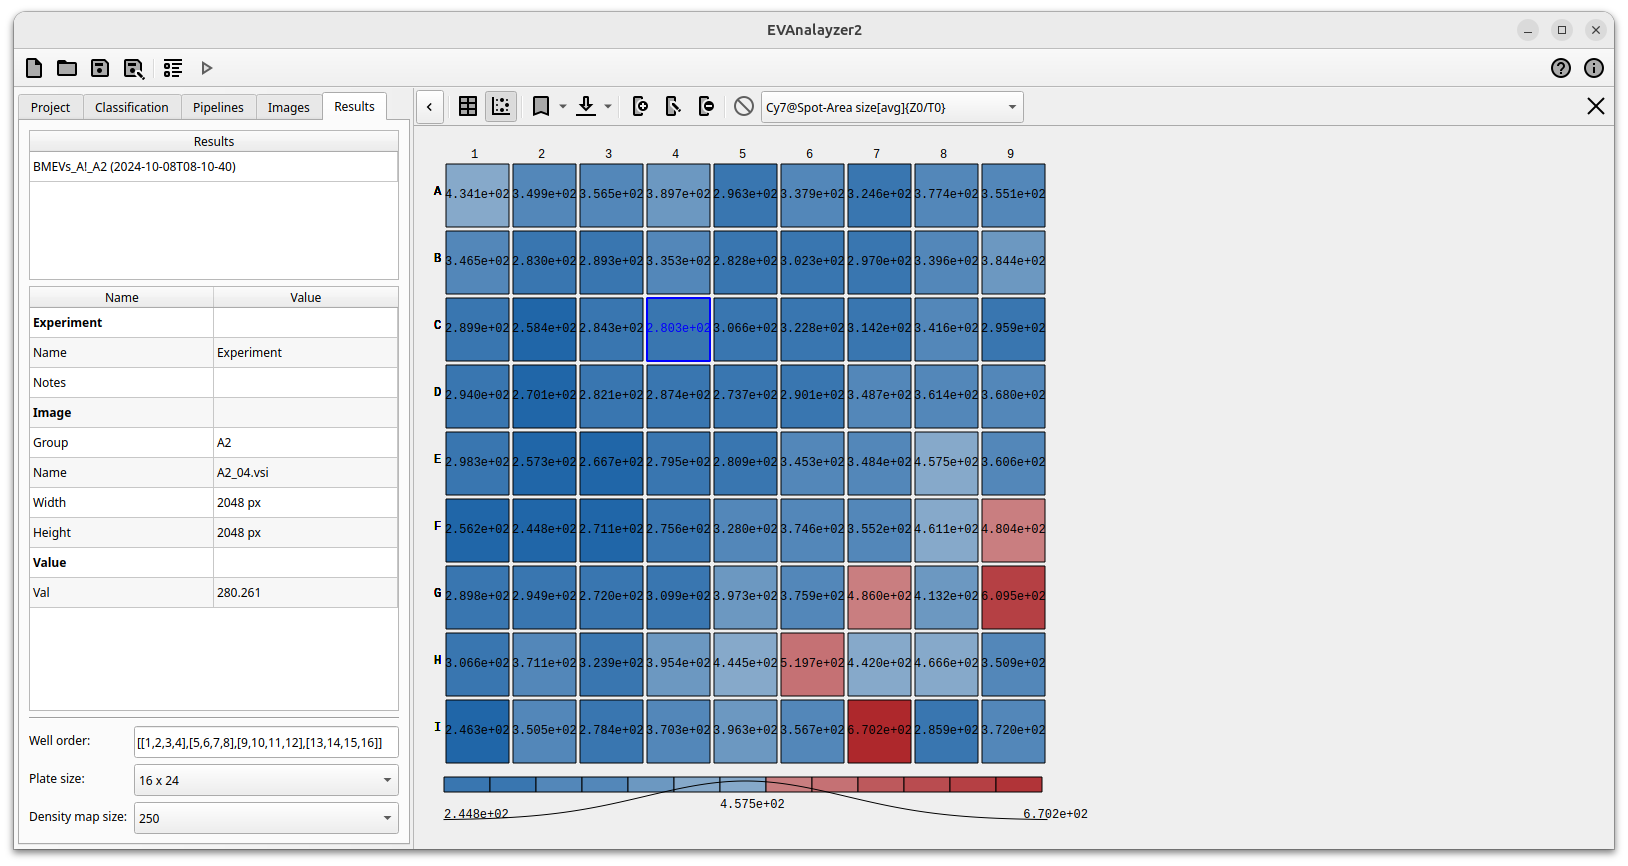 EVAnalayzer2
Project Classification Pipelines Images Results
Cy7@Spot-Area size[avg]{Z0/T0}
Results
BMEVs_A!_A2 (2024-10-08T08-10-40)
Name Value
Experiment
Name Experiment
Notes
Image
Group A2
Name A2_04.vsi
Width 2048 px
Height 2048 px
Value
Val 280.261
Well order: [[1,2,3,4],[5,6,7,8],[9,10,11,12],[13,14,15,16]]
Plate size: 16 x 24
Density map size: 250
1 2 3 4 5 6 7 8 9
A 4.341e+02 3.499e+02 3.565e+02 3.897e+02 2.963e+02 3.379e+02 3.246e+02 3.774e+02 3.551e+02
B 3.465e+02 2.830e+02 2.893e+02 3.353e+02 2.828e+02 3.023e+02 2.970e+02 3.396e+02 3.844e+02
C 2.899e+02 2.584e+02 2.843e+02 2.803e+02 3.066e+02 3.228e+02 3.142e+02 3.416e+02 2.959e+02
D 2.940e+02 2.701e+02 2.821e+02 2.874e+02 2.737e+02 2.901e+02 3.487e+02 3.614e+02 3.680e+02
E 2.983e+02 2.573e+02 2.667e+02 2.795e+02 2.809e+02 3.453e+02 3.484e+02 4.575e+02 3.606e+02
F 2.562e+02 2.448e+02 2.711e+02 2.756e+02 3.280e+02 3.746e+02 3.552e+02 4.611e+02 4.804e+02
G 2.898e+02 2.949e+02 2.720e+02 3.099e+02 3.973e+02 3.759e+02 4.860e+02 4.132e+02 6.095e+02
H 3.066e+02 3.711e+02 3.239e+02 3.954e+02 4.445e+02 5.197e+02 4.420e+02 4.666e+02 3.509e+02
I 2.463e+02 3.505e+02 2.784e+02 3.703e+02 3.963e+02 3.567e+02 6.702e+02 2.859e+02 3.720e+02
4.575e+02
2.448e+02 6.702e+02